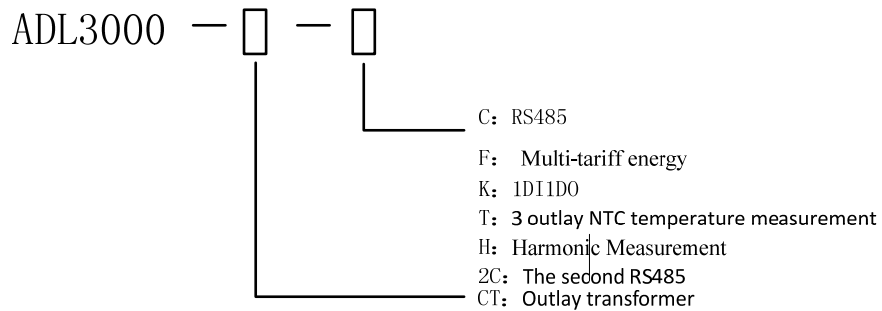 ADL3000 — □ — □
C: RS485
F: Multi-tariff energy
K: 1DI1DO
T: 3 outlay NTC temperature measurement
H: Harmonic Measurement
2C: The second RS485
CT: Outlay transformer